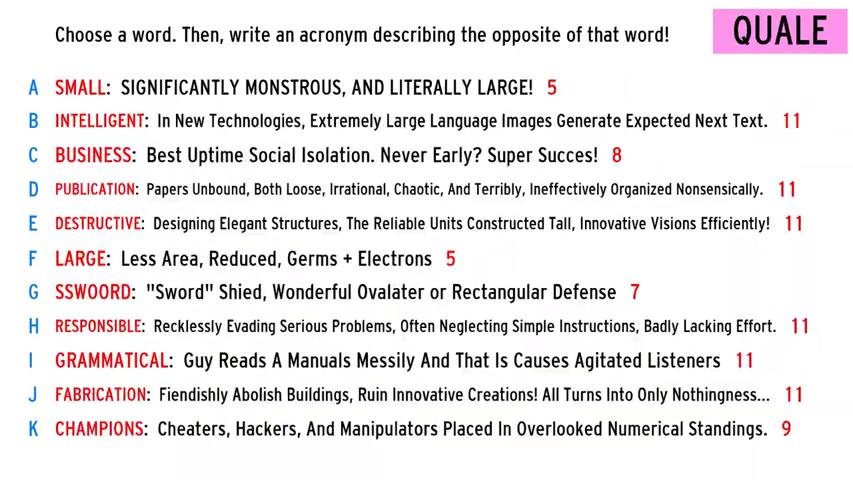 Choose a word. Then, write an acronym describing the opposite of that word!
QUALE
A SMALL: SIGNIFICANTLY MONSTROUS, AND LITERALLY LARGE! 5
B INTELLIGENT: In New Technologies, Extremely Large Language Images Generate Expected Next Text. 11
C BUSINESS: Best Uptime Social Isolation. Never Early? Super Succes! 8
D PUBLICATION: Papers Unbound, Both Loose, Irrational, Chaotic, And Terribly, Ineffectively Organized Nonsensically. 11
E DESTRUCTIVE: Designing Elegant Structures, The Reliable Units Constructed Tall, Innovative Visions Efficiently! 11
F LARGE: Less Area, Reduced, Germs + Electrons 5
G SSWOORD: "Sword" Shied, Wonderful Ovalater or Rectangular Defense 7
H RESPONSIBLE: Recklessly Evading Serious Problems, Often Neglecting Simple Instructions, Badly Lacking Effort. 11
I GRAMMATICAL: Guy Reads A Manuals Messily And That Is Causes Agitated Listeners 11
J FABRICATION: Fiendishly Abolish Buildings, Ruin Innovative Creations! All Turns Into Only Nothingness... 11
K CHAMPIONS: Cheaters, Hackers, And Manipulators Placed In Overlooked Numerical Standings. 9